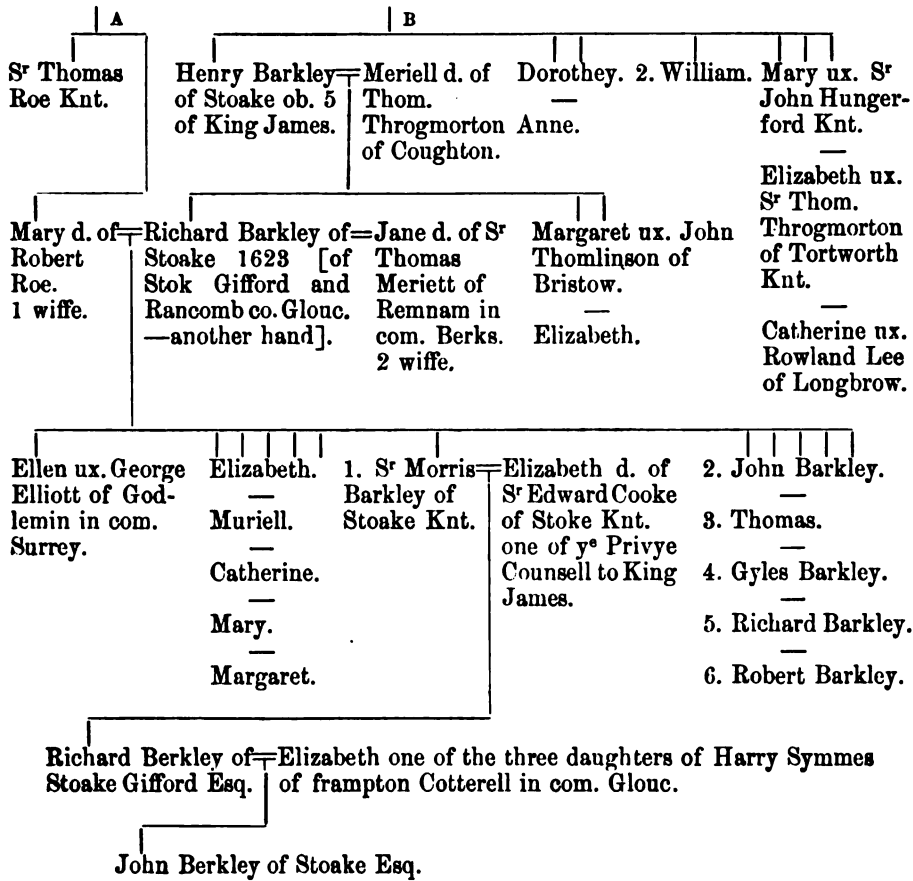 A
B
Sr Thomas
Roe Knt.
Henry Barkley
of Stoake ob. 5
of King James.
Meriell d. of
Thom.
Throgmorton
of Coughton.
Dorothey.
—
Anne.
2. William.
Mary ux. Sr
John Hunger-
ford Knt.
—
Elizabeth ux.
Sr Thom.
Throgmorton
of Tortworth
Knt.
—
Catherine ux.
Rowland Lee
of Longbrow.
Mary d. of
Robert
Roe.
1 wiffe.
Richard Barkley of
Stoake 1623 [of
Stok Gifford and
Rancomb co. Glouc.
—another hand].
Jane d. of Sr
Thomas
Meriett of
Remnam in
com. Berks.
2 wiffe.
Margaret ux. John
Thomlinson of
Bristow.
—
Elizabeth.
Ellen ux. George
Elliott of God-
lemin in com.
Surrey.
Elizabeth.
—
Muriell.
—
Catherine.
—
Mary.
—
Margaret.
1. Sr Morris
Barkley of
Stoake Knt.
Elizabeth d. of
Sr Edward Cooke
of Stoke Knt.
one of ye Privye
Counsell to King
James.
2. John Barkley.
—
3. Thomas.
—
4. Gyles Barkley.
—
5. Richard Barkley.
—
6. Robert Barkley.
Richard Berkley of
Stoake Gifford Esq.
Elizabeth one of the three daughters of Harry Symmes
of frampton Cotterell in com. Glouc.
John Berkley of Stoake Esq.